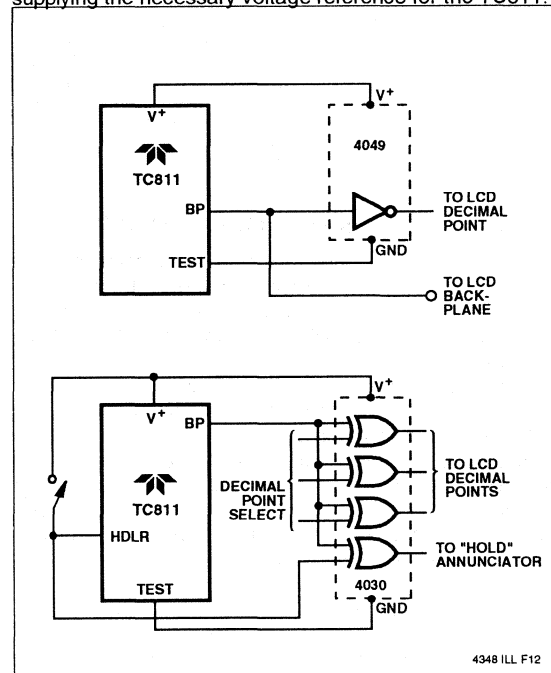 supplying the necessary voltage reference for the TC811.
V+
V+
4049
TC811
BP
TO LCD
DECIMAL
POINT
TEST
GND
TO LCD
BACK-
PLANE
V+
V+
BP
DECIMAL
POINT
SELECT
TO LCD
DECIMAL
POINTS
TC811
HDLR
TO "HOLD"
ANNUNCIATOR
TEST
4030
GND
4348 ILL F12